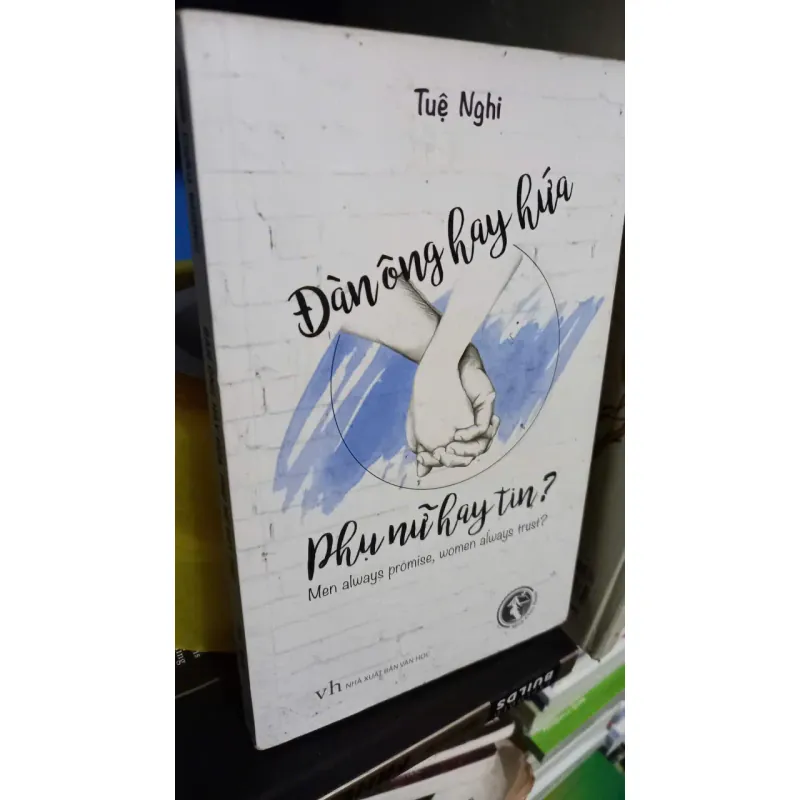 Tuệ Nghi
Đàn ông hay hứa
Phụ nữ hay tin?
Men always promise, women always trust?
vh NHÀ XUẤT BẢN VĂN HỌC
BUILDS